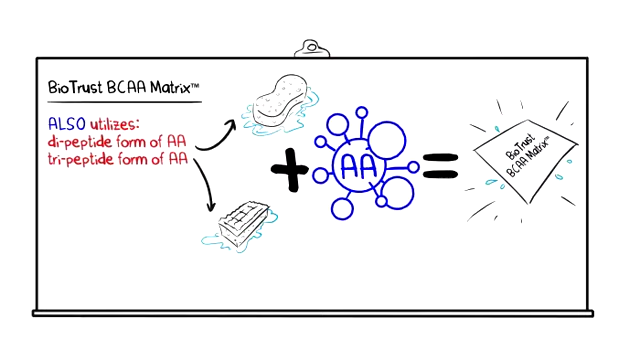 BioTrust BCAA Matrix™
ALSO utilizes:
di-peptide form of AA
tri-peptide form of AA
AA
BioTrust
BCAA Matrix™